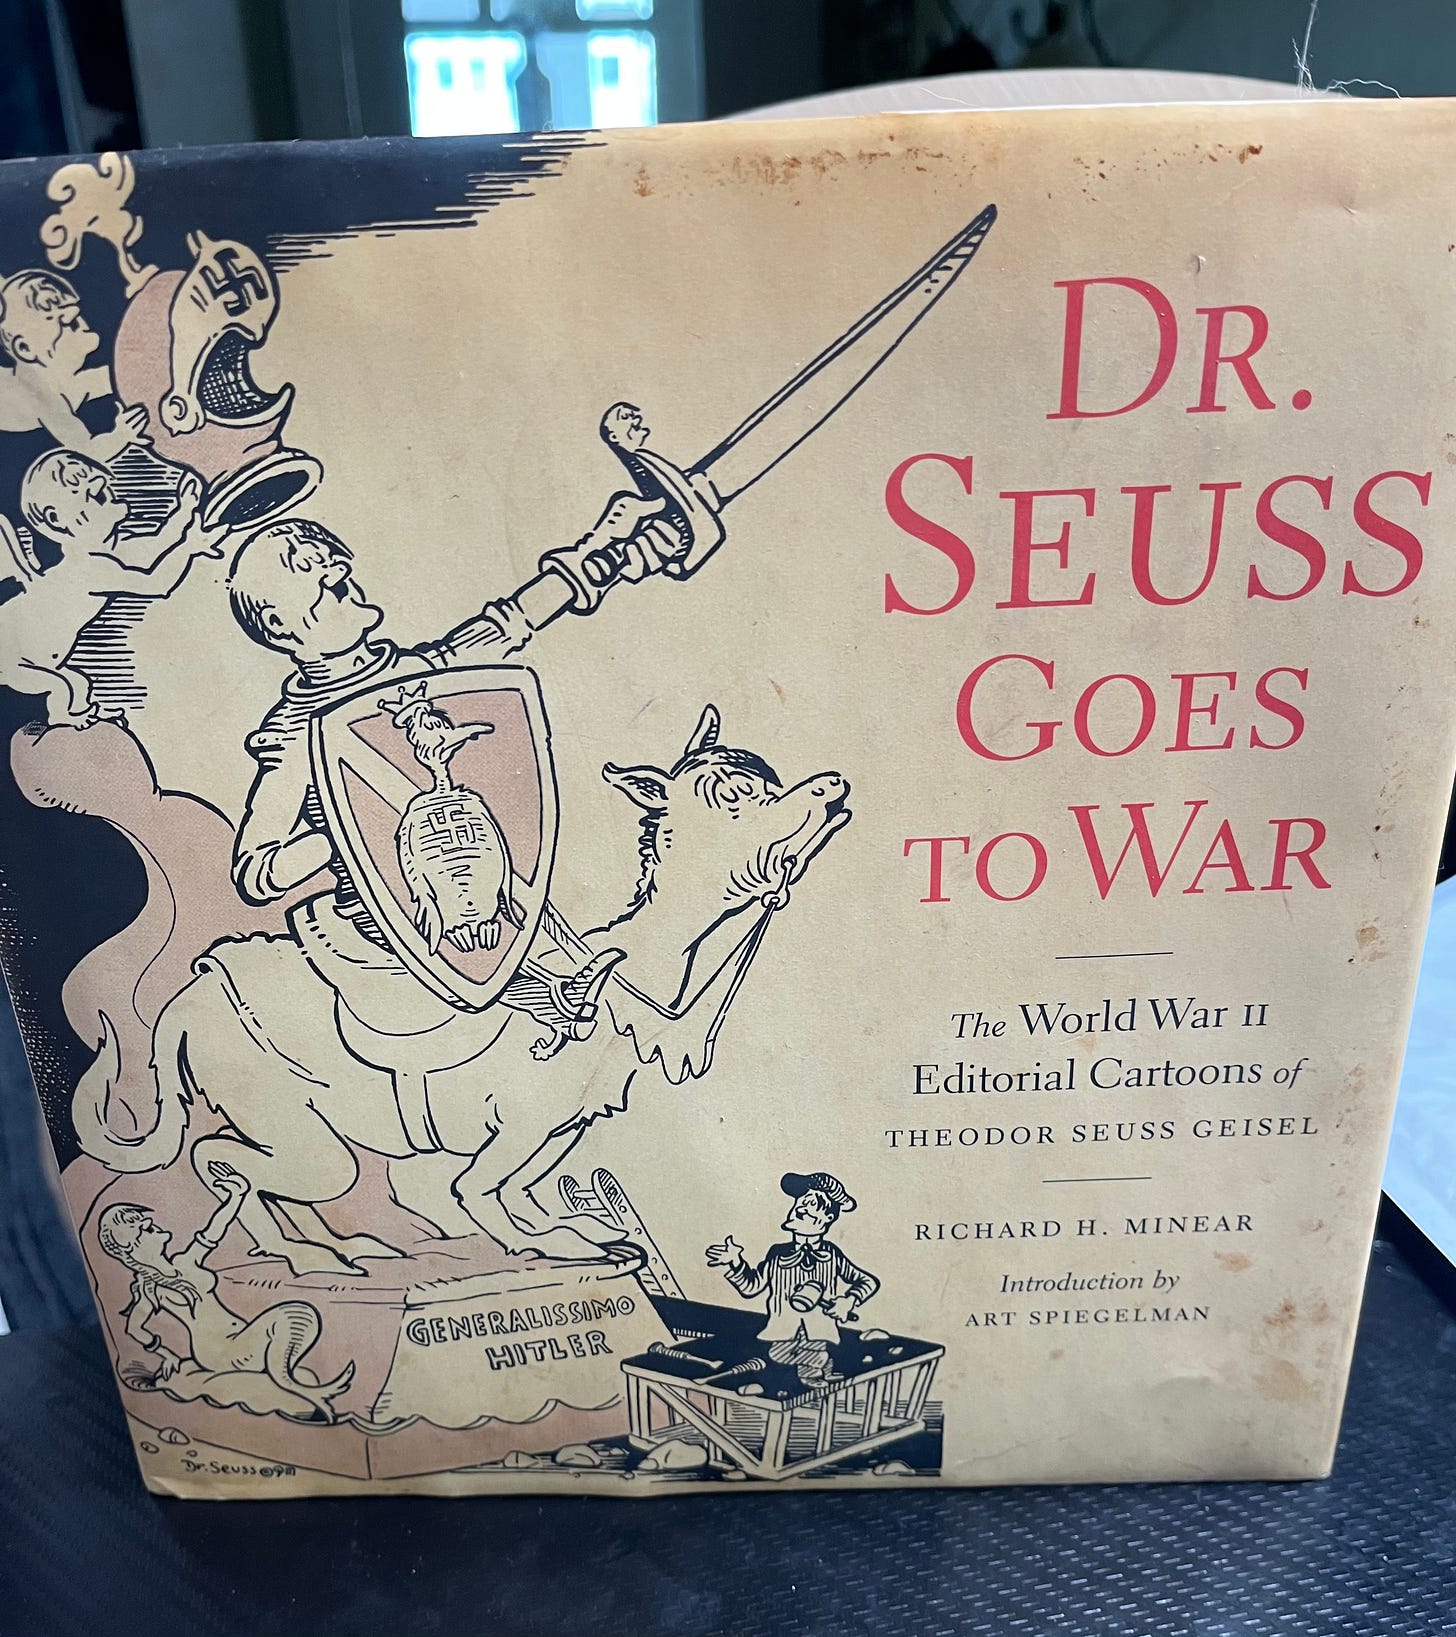 DR.
SEUSS
GOES
TO WAR
The World War II
Editorial Cartoons of
THEODOR SEUSS GEISEL
RICHARD H. MINEAR
Introduction by
ART SPIEGELMAN
GENERALISSIMO
HITLER
Dr. Seuss